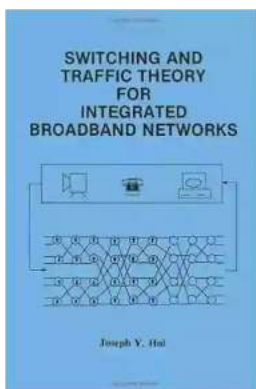 SWITCHING AND
TRAFFIC THEORY
FOR
INTEGRATED
BROADBAND NETWORKS
Joseph Y. Hui